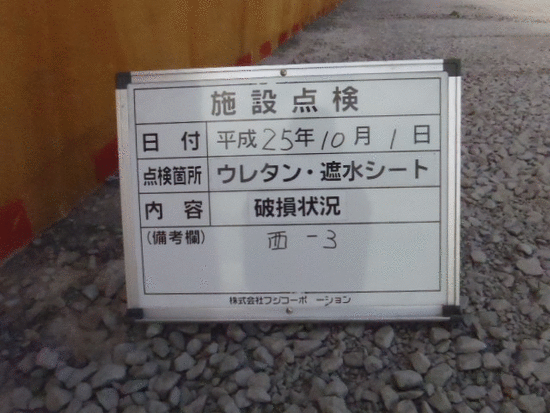 施設点検
日付 平成25年10月1日
点検箇所 ウレタン・遮水シート
内容 破損状況
(備考欄) 西-3
株式会社フジコーポーション